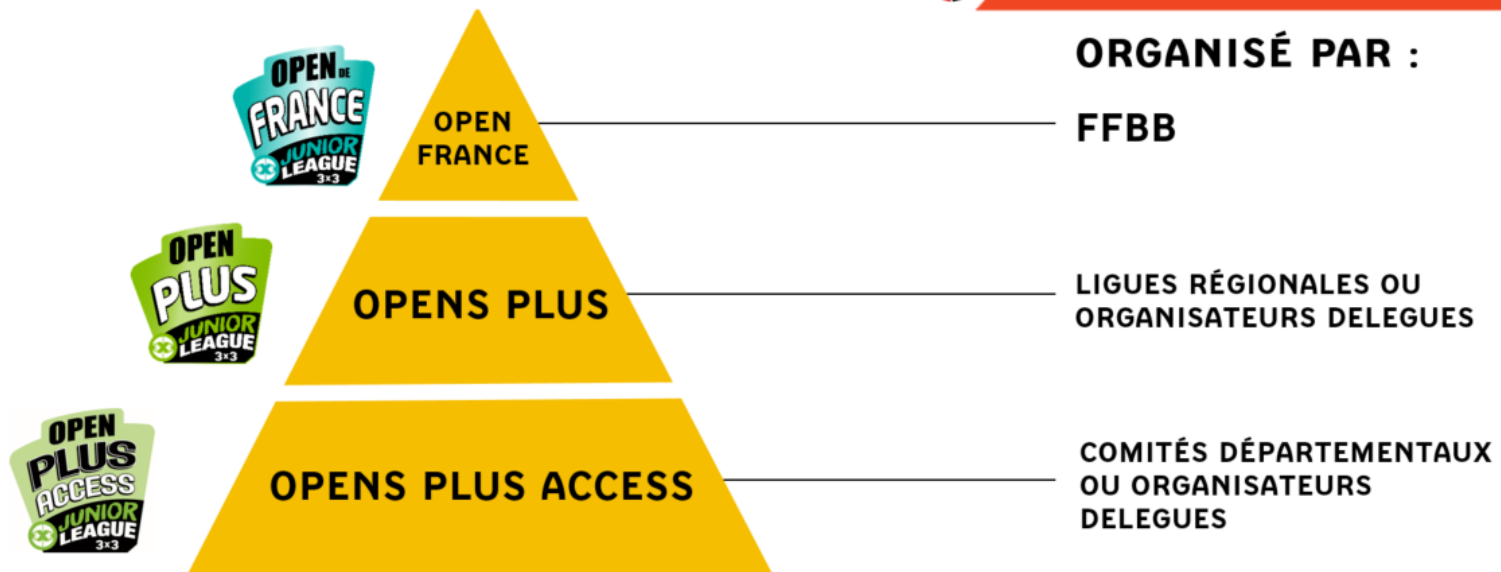 ORGANISÉ PAR :
OPEN DE
FRANCE
JUNIOR
LEAGUE
3x3
OPEN
FRANCE
FFBB
OPEN
PLUS
JUNIOR
LEAGUE
3x3
OPENS PLUS
LIGUES RÉGIONALES OU
ORGANISATEURS DELEGUES
OPEN
PLUS
ACCESS
JUNIOR
LEAGUE
3x3
OPENS PLUS ACCESS
COMITÉS DÉPARTEMENTAUX
OU ORGANISATEURS
DELEGUES